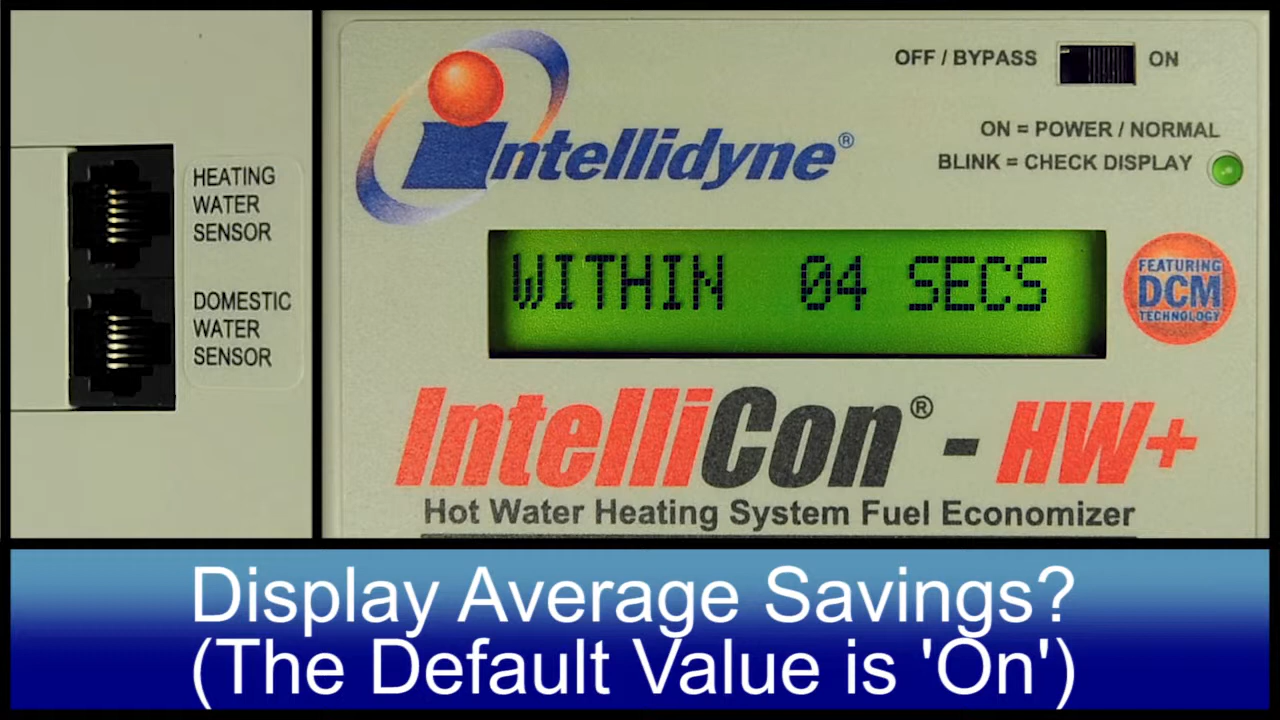 HEATING
WATER
SENSOR
DOMESTIC
WATER
SENSOR
OFF / BYPASS
ON
intellidyne®
ON = POWER / NORMAL
BLINK = CHECK DISPLAY
WITHIN 04 SECS
FEATURING
DCM
TECHNOLOGY
IntelliCon® - HW+
Hot Water Heating System Fuel Economizer
Display Average Savings?
(The Default Value is 'On')